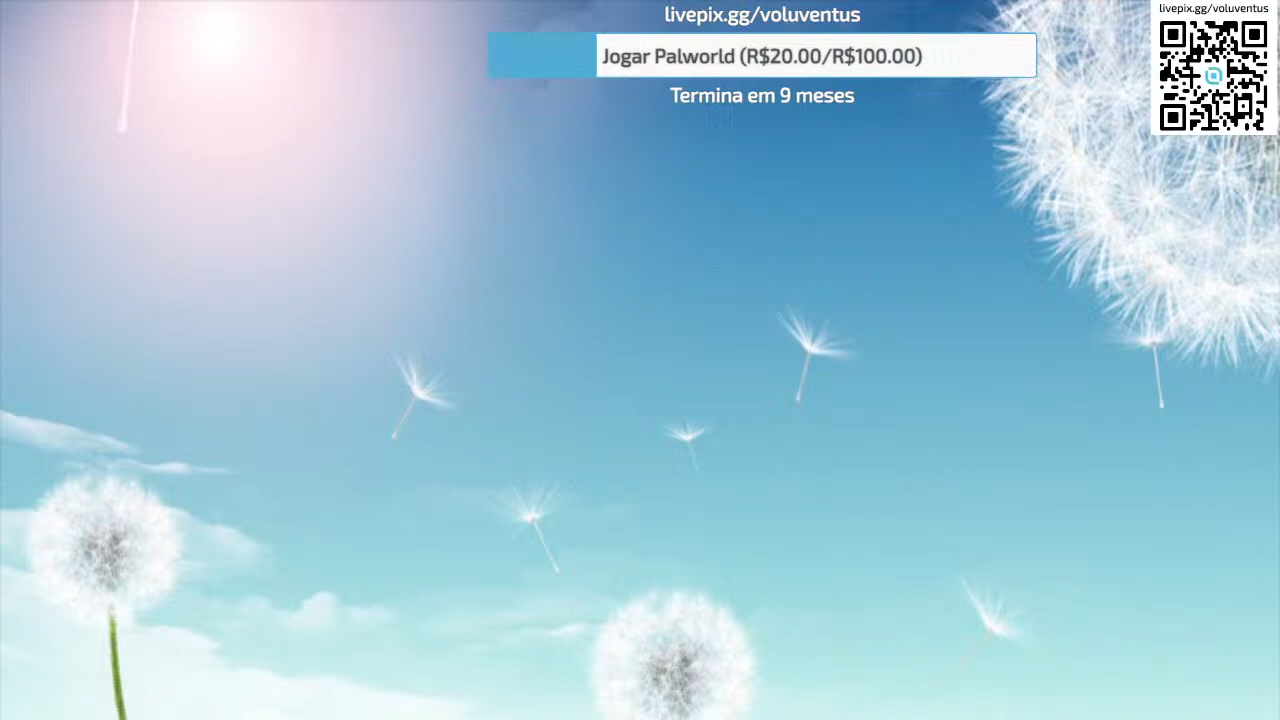 livepix.gg/voluventus
livepix.gg/voluventus
Jogar Palworld (R$20.00/R$100.00)
Termina em 9 meses